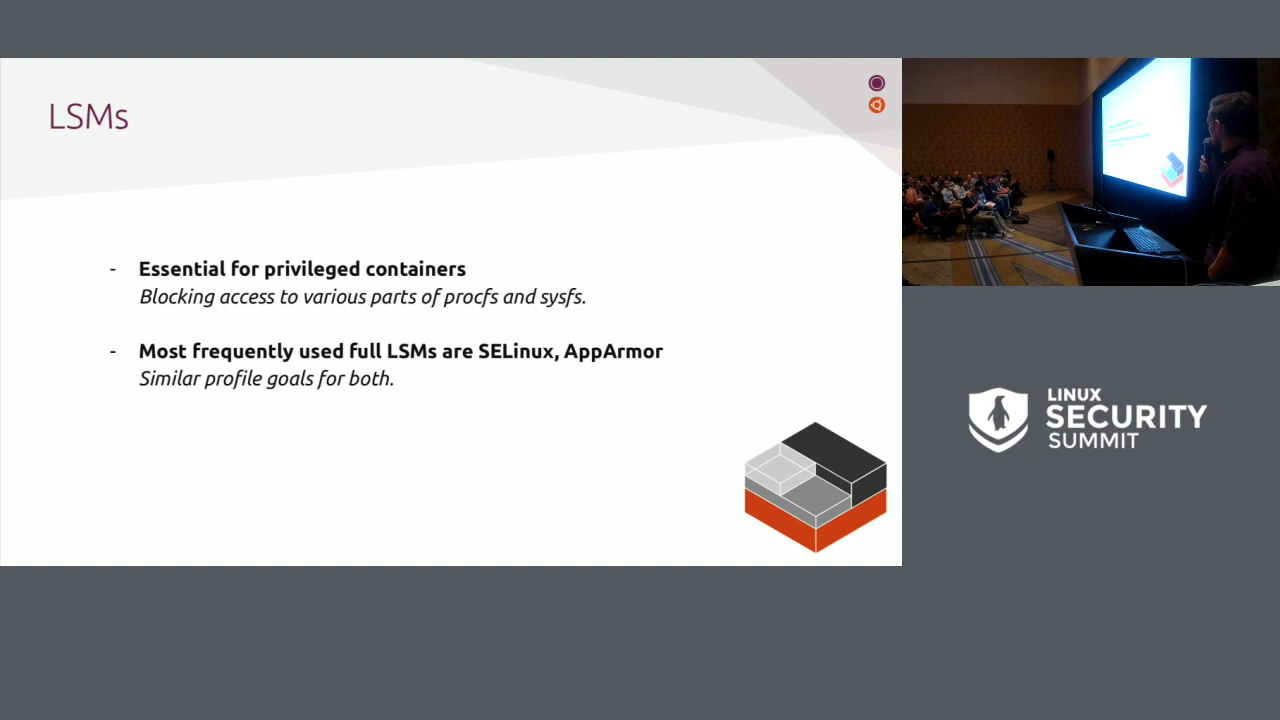 LSMs
- Essential for privileged containers
Blocking access to various parts of procfs and sysfs.
- Most frequently used full LSMs are SELinux, AppArmor
Similar profile goals for both.
LINUX
SECURITY
SUMMIT